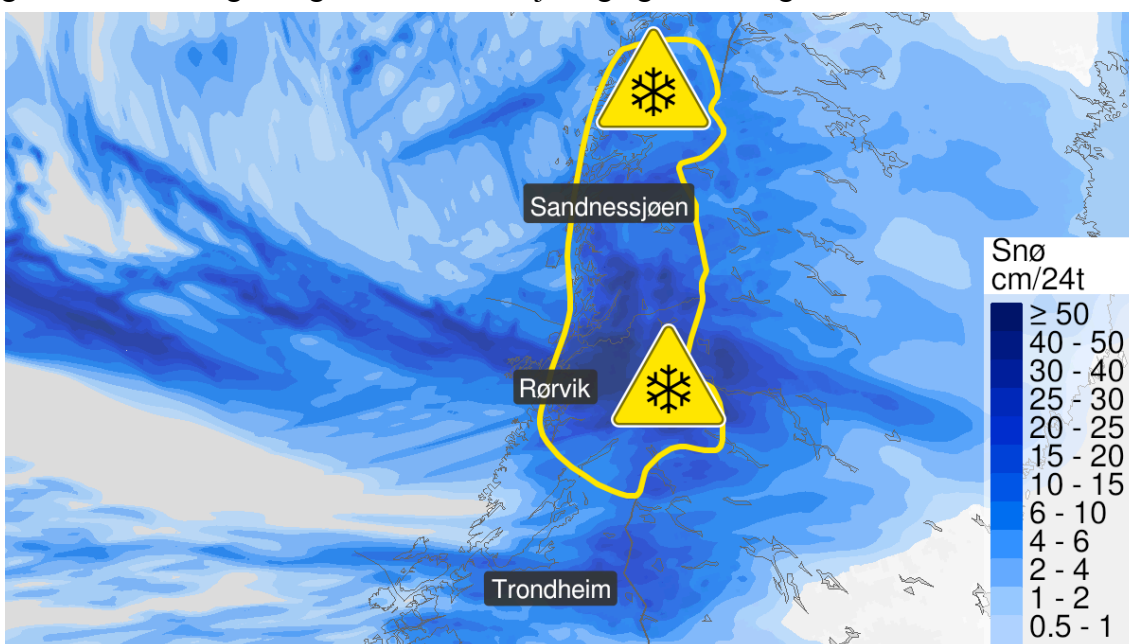 Sandnessjøen
Rørvik
Trondheim
Snø
cm/24t
≥ 50
40 - 50
30 - 40
25 - 30
20 - 25
15 - 20
10 - 15
6 - 10
4 - 6
2 - 4
1 - 2
0.5 - 1